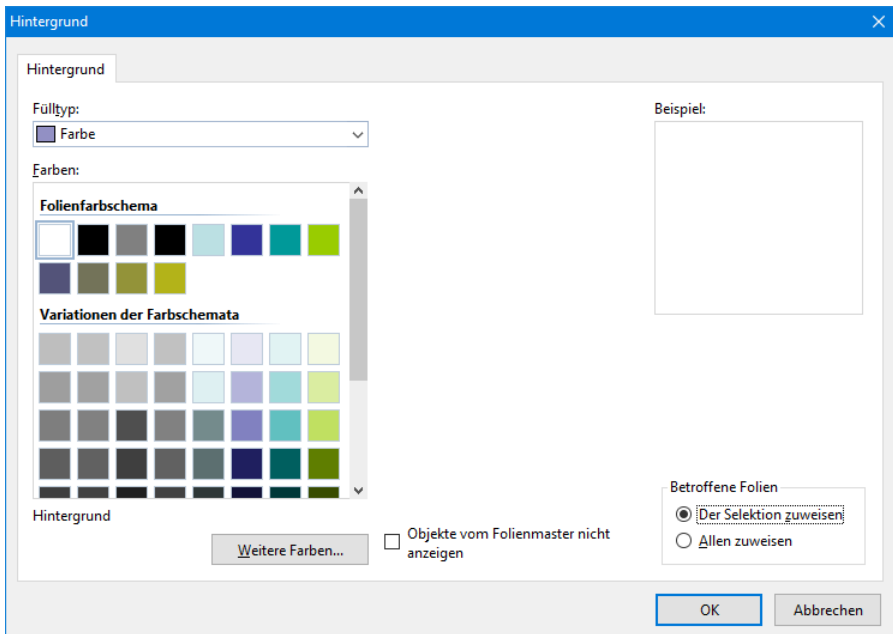 Hintergrund
Hintergrund
Fülltyp:
Farbe
Farben:
Folienfarbschema
Variationen der Farbschemata
Hintergrund
Weitere Farben...
Objekte vom Folienmaster nicht
anzeigen
Beispiel:
Betroffene Folien
Der Selektion zuweisen
Allen zuweisen
OK
Abbrechen